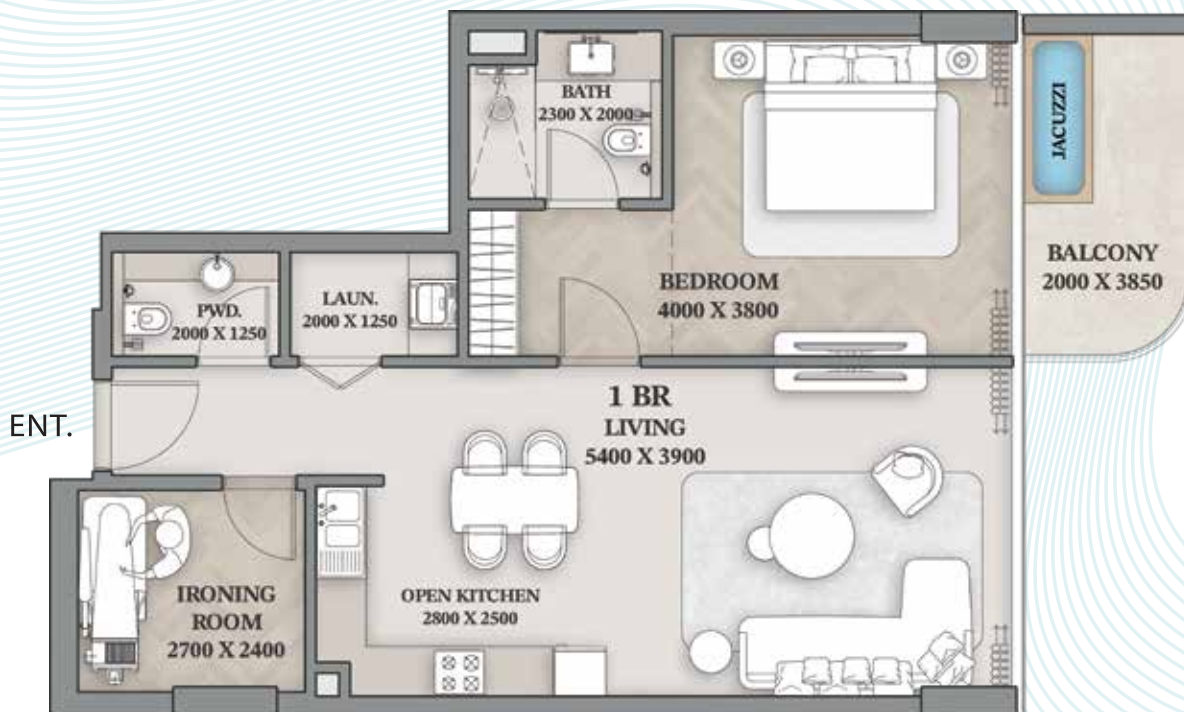 BATH
2300 X 2000
JACUZZI
BEDROOM
4000 X 3800
BALCONY
2000 X 3850
PWD.
2000 X 1250
LAUN.
2000 X 1250
ENT.
1 BR
LIVING
5400 X 3900
IRONING
ROOM
2700 X 2400
OPEN KITCHEN
2800 X 2500